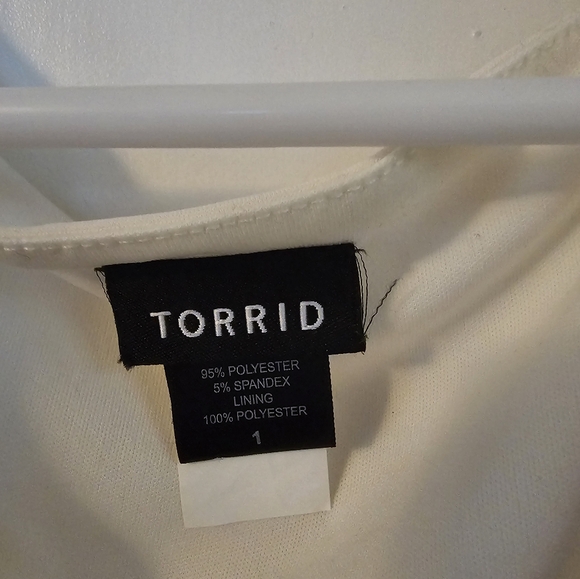 TORRID
95% POLYESTER
5% SPANDEX
LINING
100% POLYESTER
1